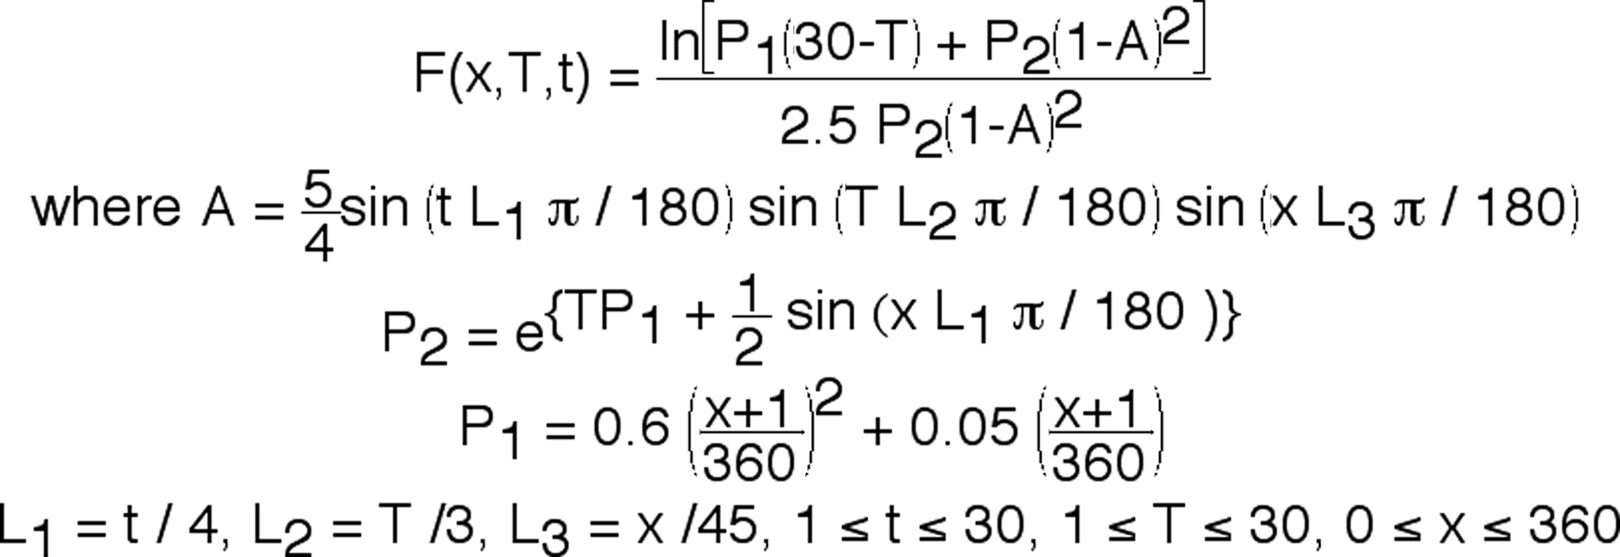 F(x,T,t) = ln[P₁(30-T) + P₂(1-A)²] / 2.5 P₂(1-A)²
where A = 5/4 sin (t L₁ π / 180) sin (T L₂ π / 180) sin (x L₃ π / 180)
P₂ = e^{TP₁ + 1/2 sin (x L₁ π / 180 )}
P₁ = 0.6 (x+1/360)² + 0.05 (x+1/360)
L₁ = t / 4, L₂ = T /3, L₃ = x /45, 1 ≤ t ≤ 30, 1 ≤ T ≤ 30, 0 ≤ x ≤ 360